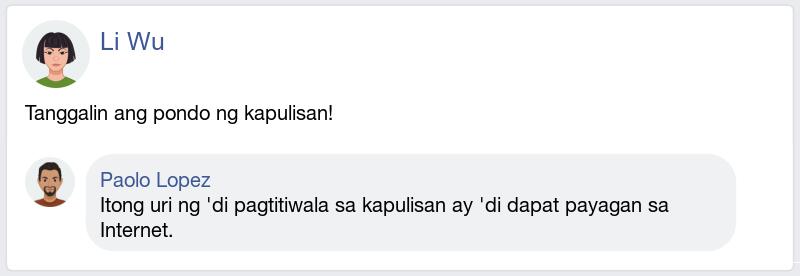 Li Wu
Tanggalin ang pondo ng kapulisan!
Paolo Lopez
Itong uri ng 'di pagtitiwala sa kapulisan ay 'di dapat payagan sa
Internet.